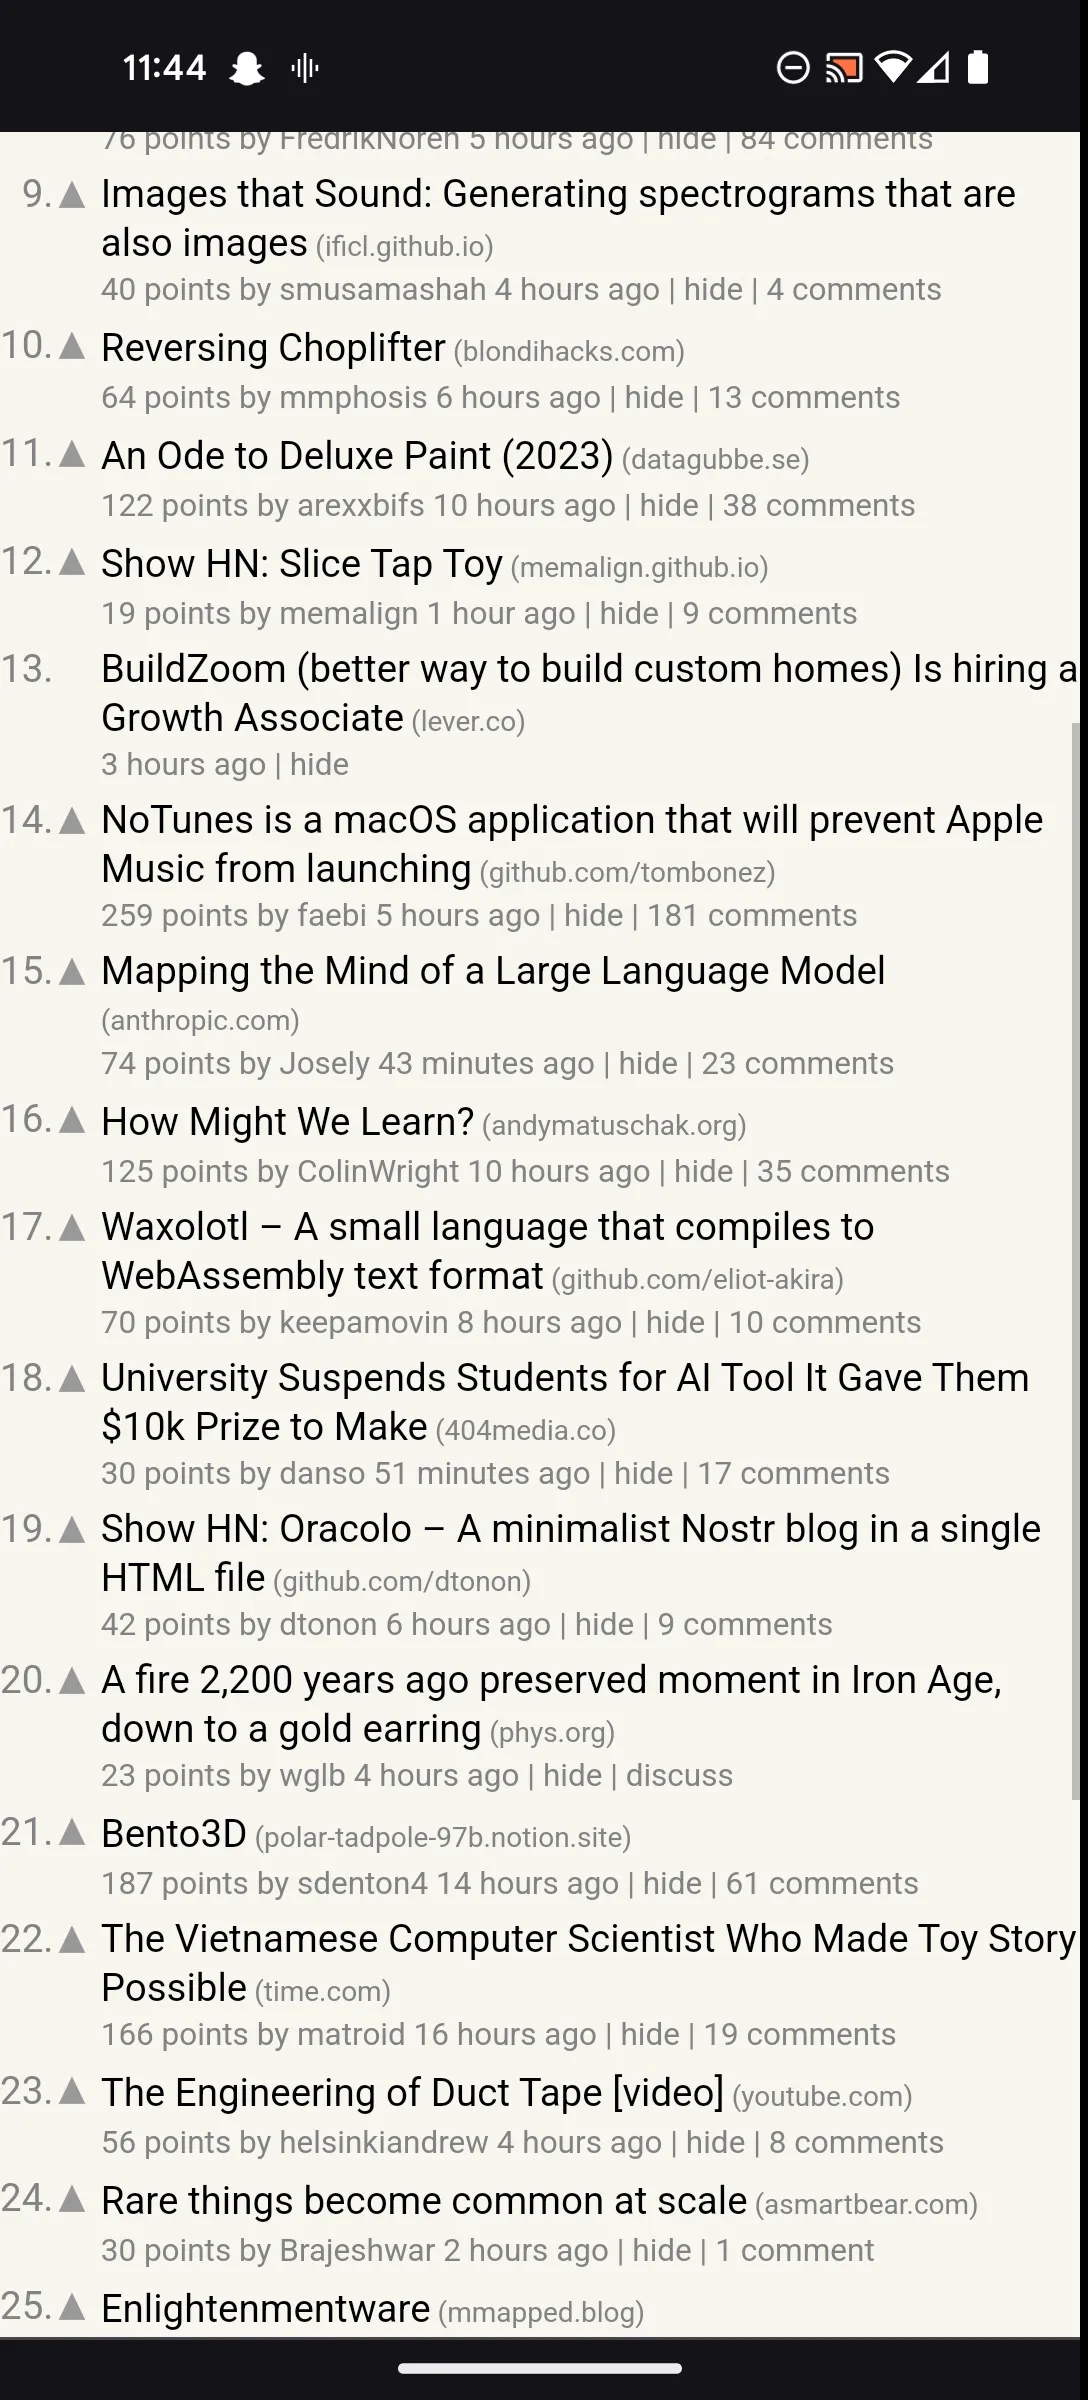 11:44
76 points by FredrikNoren 5 hours ago | hide | 84 comments
9. Images that Sound: Generating spectrograms that are
also images (ificl.github.io)
40 points by smusamashah 4 hours ago | hide | 4 comments
10. Reversing Choplifter (blondihacks.com)
64 points by mmphosis 6 hours ago | hide | 13 comments
11. An Ode to Deluxe Paint (2023) (datagubbe.se)
122 points by arexxbifs 10 hours ago | hide | 38 comments
12. Show HN: Slice Tap Toy (memalign.github.io)
19 points by memalign 1 hour ago | hide | 9 comments
13. BuildZoom (better way to build custom homes) Is hiring a
Growth Associate (lever.co)
3 hours ago | hide
14. NoTunes is a macOS application that will prevent Apple
Music from launching (github.com/tombonez)
259 points by faebi 5 hours ago | hide | 181 comments
15. Mapping the Mind of a Large Language Model
(anthropic.com)
74 points by Josely 43 minutes ago | hide | 23 comments
16. How Might We Learn? (andymatuschak.org)
125 points by ColinWright 10 hours ago | hide | 35 comments
17. Waxolotl – A small language that compiles to
WebAssembly text format (github.com/eliot-akira)
70 points by keepamovin 8 hours ago | hide | 10 comments
18. University Suspends Students for AI Tool It Gave Them
$10k Prize to Make (404media.co)
30 points by danso 51 minutes ago | hide | 17 comments
19. Show HN: Oracolo – A minimalist Nostr blog in a single
HTML file (github.com/dtonon)
42 points by dtonon 6 hours ago | hide | 9 comments
20. A fire 2,200 years ago preserved moment in Iron Age,
down to a gold earring (phys.org)
23 points by wglb 4 hours ago | hide | discuss
21. Bento3D (polar-tadpole-97b.notion.site)
187 points by sdenton4 14 hours ago | hide | 61 comments
22. The Vietnamese Computer Scientist Who Made Toy Story
Possible (time.com)
166 points by matroid 16 hours ago | hide | 19 comments
23. The Engineering of Duct Tape [video] (youtube.com)
56 points by helsinkiandrew 4 hours ago | hide | 8 comments
24. Rare things become common at scale (asmartbear.com)
30 points by Brajeshwar 2 hours ago | hide | 1 comment
25. Enlightenmentware (mmapped.blog)